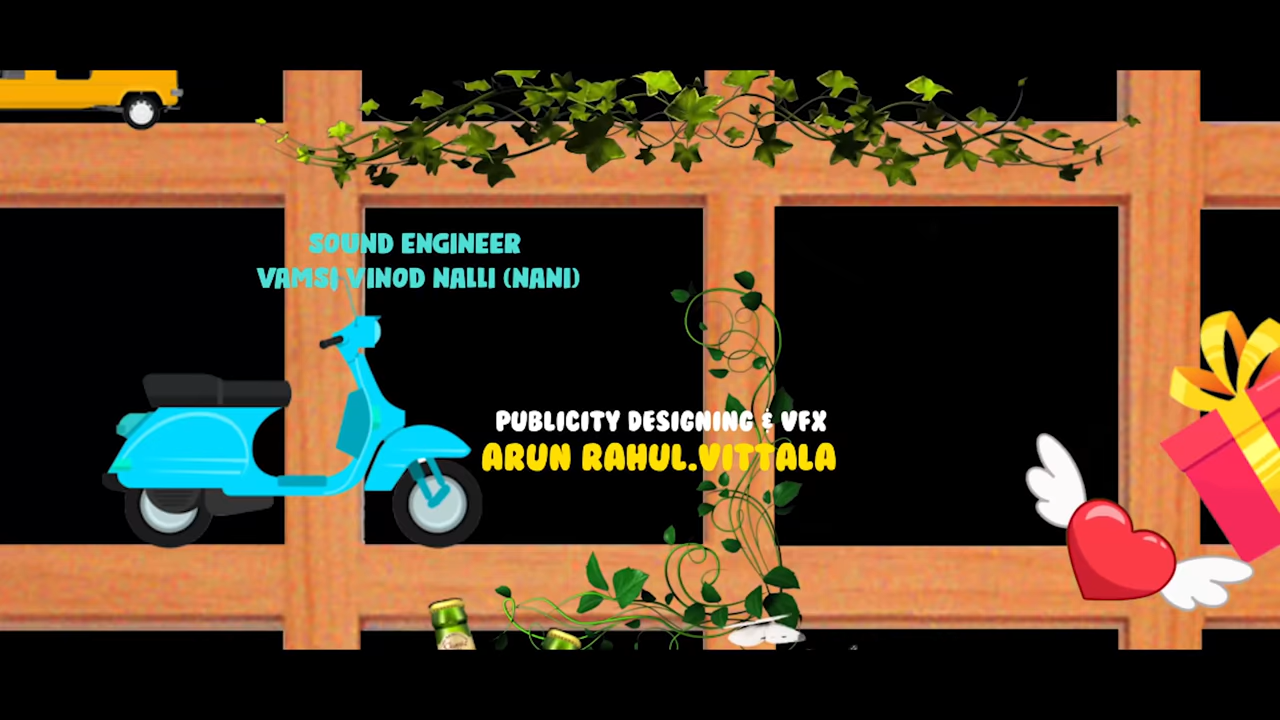 SOUND ENGINEER
VAMSI VINOD NALLI (NANI)
PUBLICITY DESIGNING & VFX
ARUN RAHUL.VITTALA